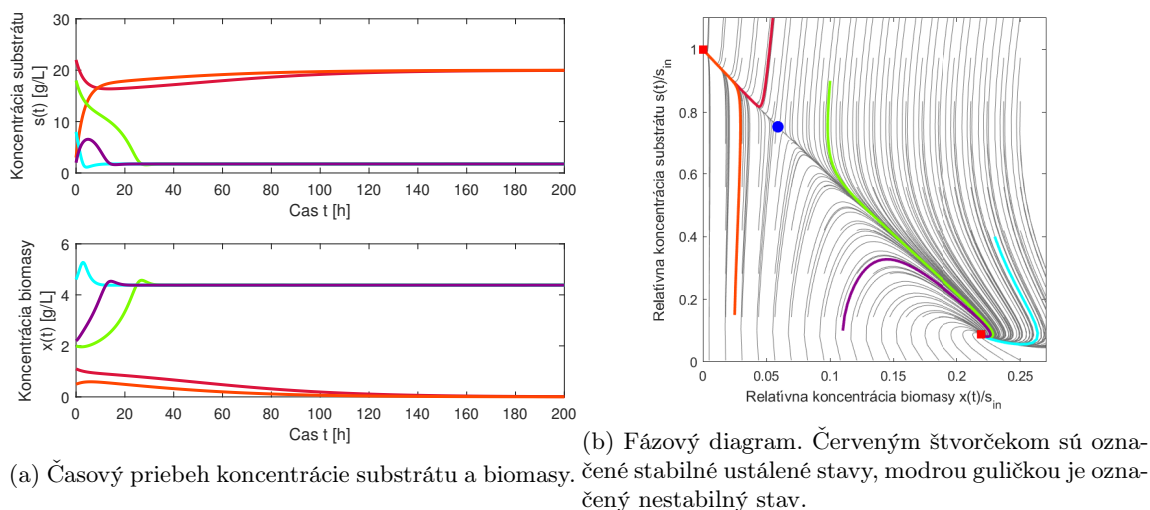 30
20
10
0
Koncentrácia substrátu
s(t) [g/L]
0 20 40 60 80 100 120 140 160 180 200
Cas t [h]
6
4
2
0
Koncentrácia biomasy
x(t) [g/L]
0 20 40 60 80 100 120 140 160 180 200
Cas t [h]
(a) Časový priebeh koncentrácie substrátu a biomasy.
1
0.8
0.6
0.4
0.2
0
Relatívna koncentrácia substrátu s(t)/s_in
0 0.05 0.1 0.15 0.2 0.25
Relatívna koncentrácia biomasy x(t)/s_in
(b) Fázový diagram. Červeným štvorčekom sú ozna-
čené stabilné ustálené stavy, modrou guličkou je ozna-
čený nestabilný stav.